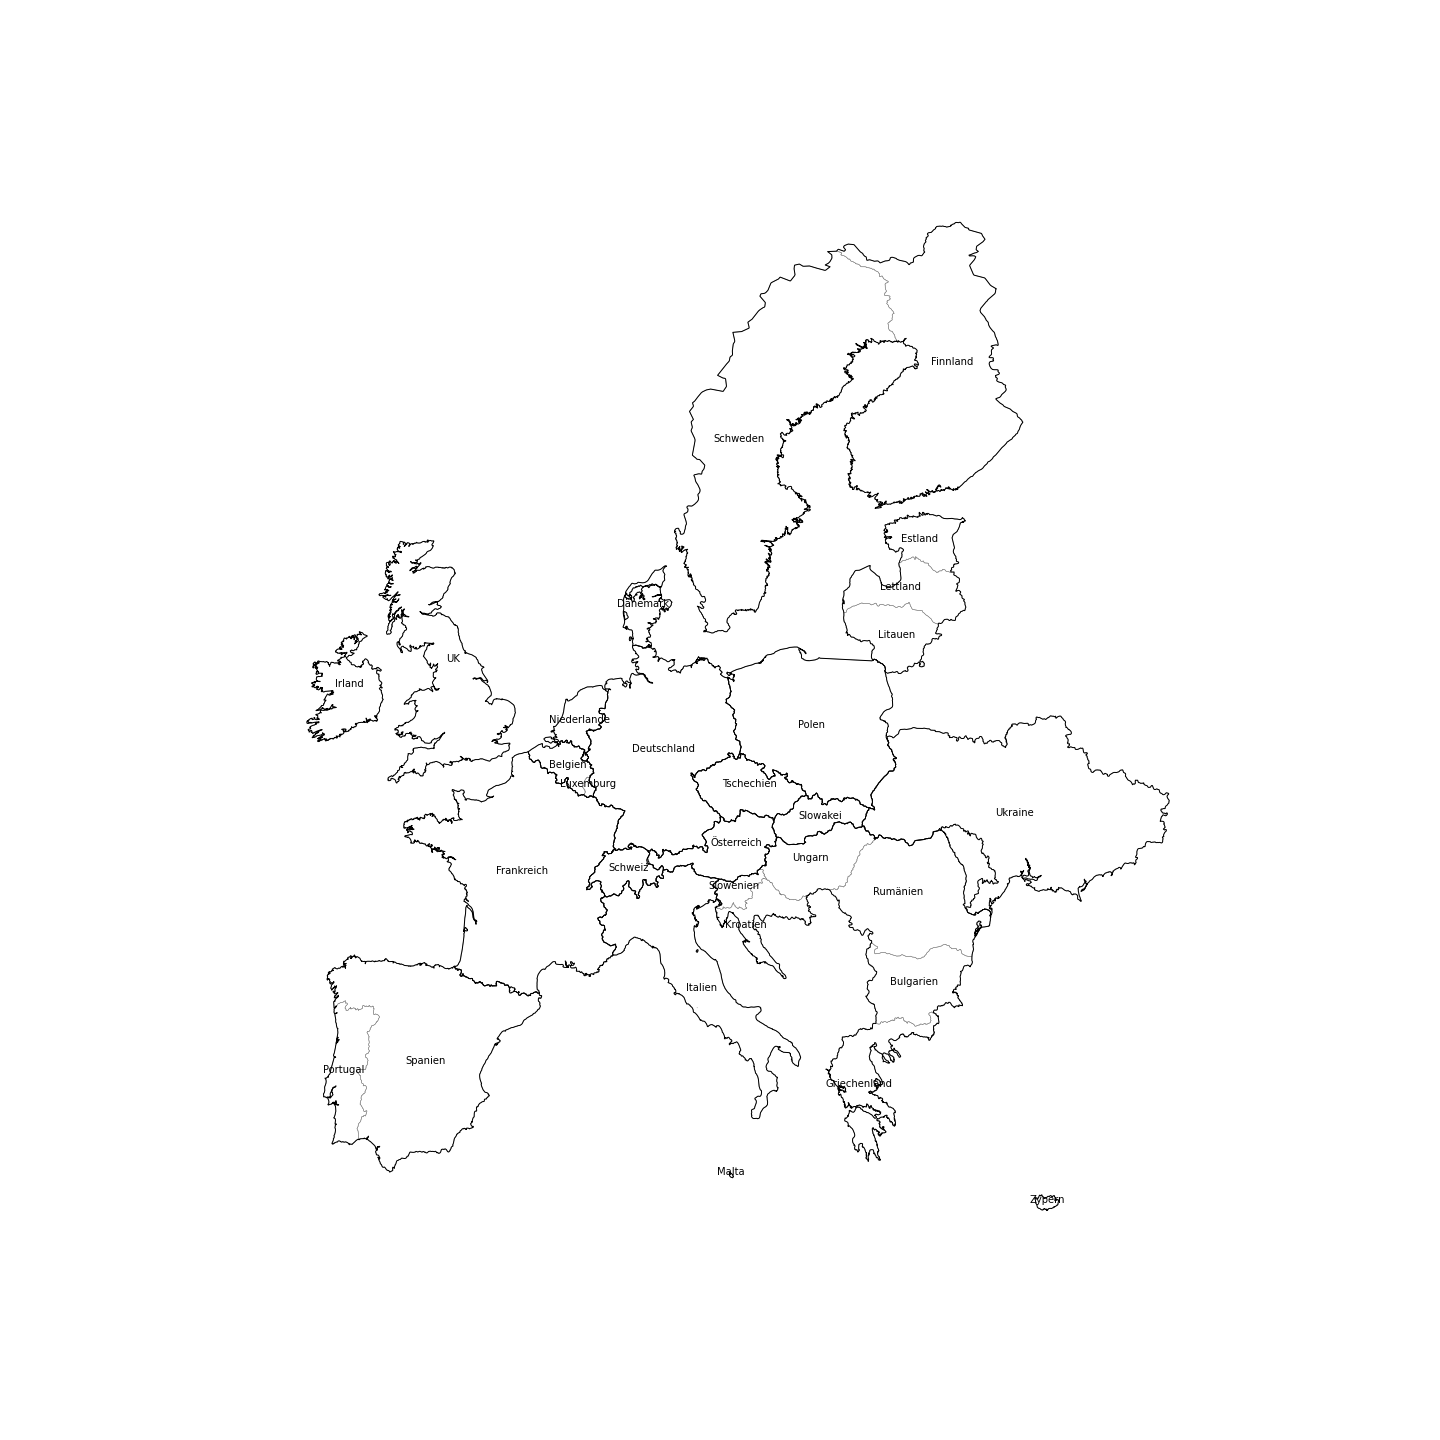 Finnland
Schweden
Estland
Lettland
Dänemark
Litauen
UK
Irland
Niederlande
Polen
Deutschland
Belgien
Luxemburg
Tschechien
Ukraine
Slowakei
Österreich
Ungarn
Schweiz
Frankreich
Slowenien
Rumänien
Kroatien
Bulgarien
Italien
Spanien
Portugal
Griechenland
Malta
Zypern